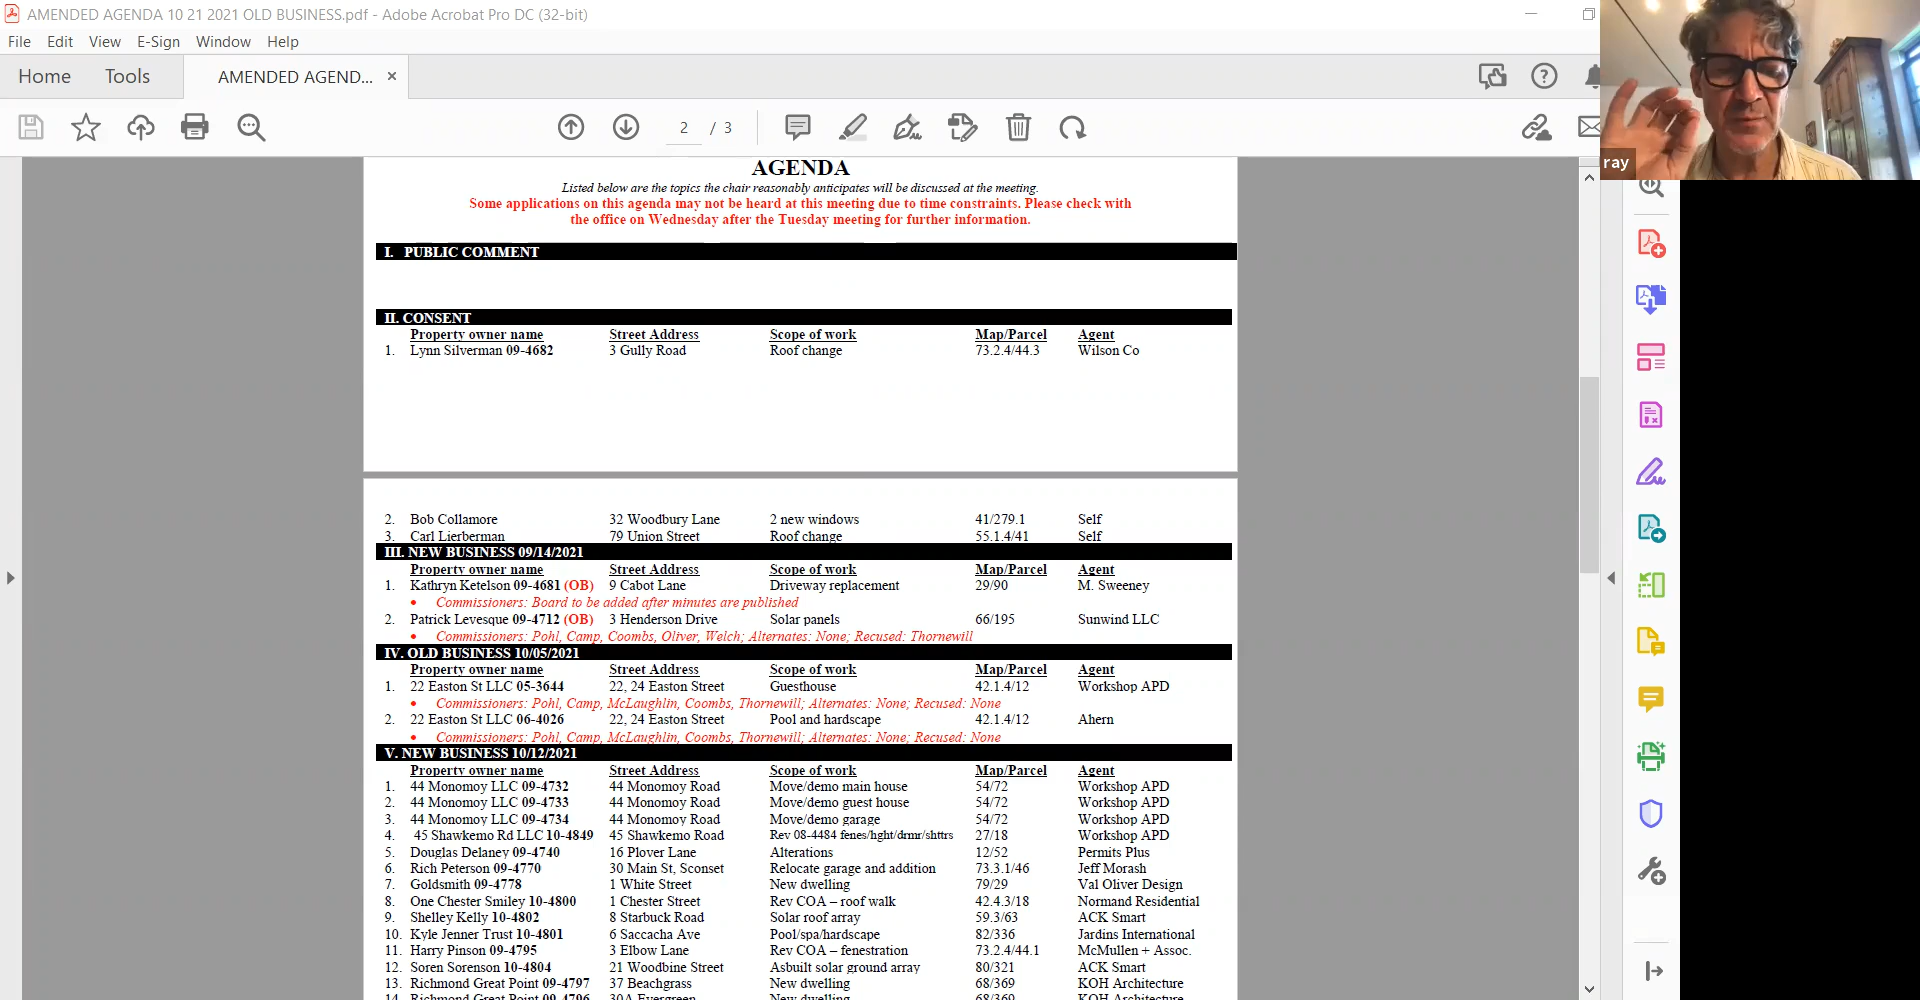 AMENDED AGENDA 10 21 2021 OLD BUSINESS.pdf - Adobe Acrobat Pro DC (32-bit)
File Edit View E-Sign Window Help
Home Tools AMENDED AGEND... ×
2 / 3
ray
AGENDA
Listed below are the topics the chair reasonably anticipates will be discussed at the meeting.
Some applications on this agenda may not be heard at this meeting due to time constraints. Please check with
the office on Wednesday after the Tuesday meeting for further information.
I. PUBLIC COMMENT
II. CONSENT
Property owner name Street Address Scope of work Map/Parcel Agent
1. Lynn Silverman 09-4682 3 Gully Road Roof change 73.2.4/44.3 Wilson Co
2. Bob Collamore 32 Woodbury Lane 2 new windows 41/279.1 Self
3. Carl Lierberman 79 Union Street Roof change 55.1.4/41 Self
III. NEW BUSINESS 09/14/2021
Property owner name Street Address Scope of work Map/Parcel Agent
1. Kathryn Ketelson 09-4681 (OB) 9 Cabot Lane Driveway replacement 29/90 M. Sweeney
• Commissioners: Board to be added after minutes are published
2. Patrick Levesque 09-4712 (OB) 3 Henderson Drive Solar panels 66/195 Sunwind LLC
• Commissioners: Pohl, Camp, Coombs, Oliver, Welch; Alternates: None; Recused: Thornewill
IV. OLD BUSINESS 10/05/2021
Property owner name Street Address Scope of work Map/Parcel Agent
1. 22 Easton St LLC 05-3644 22, 24 Easton Street Guesthouse 42.1.4/12 Workshop APD
• Commissioners: Pohl, Camp, McLaughlin, Coombs, Thornewill; Alternates: None; Recused: None
2. 22 Easton St LLC 06-4026 22, 24 Easton Street Pool and hardscape 42.1.4/12 Ahern
• Commissioners: Pohl, Camp, McLaughlin, Coombs, Thornewill; Alternates: None; Recused: None
V. NEW BUSINESS 10/12/2021
Property owner name Street Address Scope of work Map/Parcel Agent
1. 44 Monomoy LLC 09-4732 44 Monomoy Road Move/demo main house 54/72 Workshop APD
2. 44 Monomoy LLC 09-4733 44 Monomoy Road Move/demo guest house 54/72 Workshop APD
3. 44 Monomoy LLC 09-4734 44 Monomoy Road Move/demo garage 54/72 Workshop APD
4. 45 Shawkemo Rd LLC 10-4849 45 Shawkemo Road Rev 08-4484 fenes/hght/drmr/shttrs 27/18 Workshop APD
5. Douglas Delaney 09-4740 16 Plover Lane Alterations 12/52 Permits Plus
6. Rich Peterson 09-4770 30 Main St, Sconset Relocate garage and addition 73.3.1/46 Jeff Morash
7. Goldsmith 09-4778 1 White Street New dwelling 79/29 Val Oliver Design
8. One Chester Smiley 10-4800 1 Chester Street Rev COA – roof walk 42.4.3/18 Normand Residential
9. Shelley Kelly 10-4802 8 Starbuck Road Solar roof array 59.3/63 ACK Smart
10. Kyle Jenner Trust 10-4801 6 Saccacha Ave Pool/spa/hardscape 82/336 Jardins International
11. Harry Pinson 09-4795 3 Elbow Lane Rev COA – fenestration 73.2.4/44.1 McMullen + Assoc.
12. Soren Sorenson 10-4804 21 Woodbine Street Asbuilt solar ground array 80/321 ACK Smart
13. Richmond Great Point 09-4797 37 Beachgrass New dwelling 68/369 KOH Architecture
14. Richmond Great Point 09-4796 30A Evergreen New dwelling 68/369 KOH Architecture